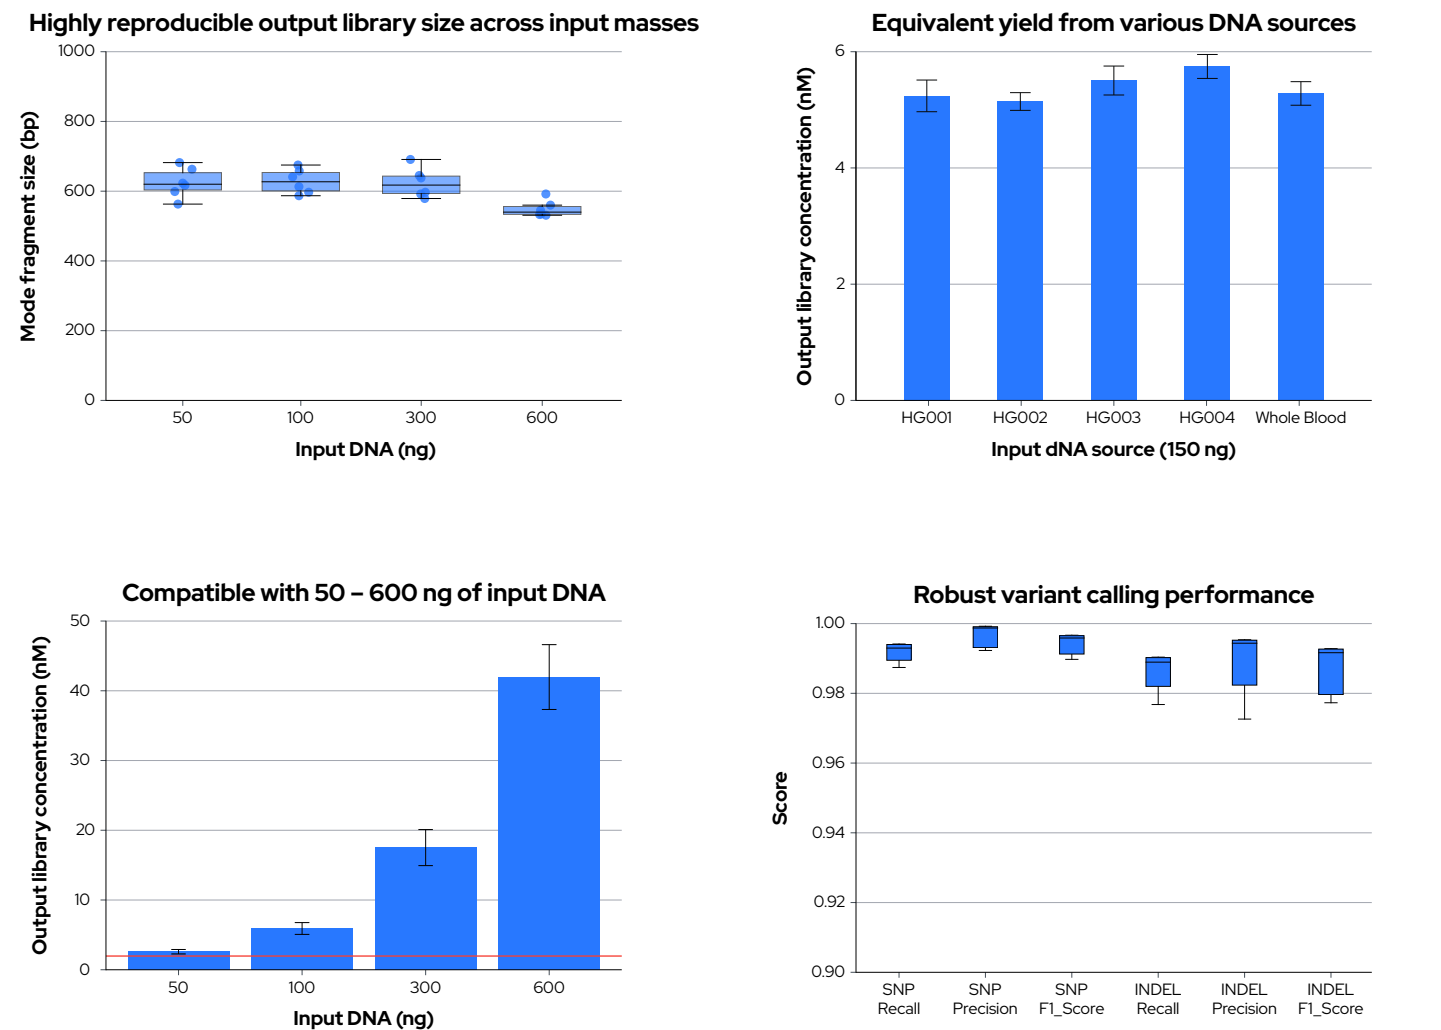 Highly reproducible output library size across input masses
Mode fragment size (bp)
1000
800
600
400
200
0
50 100 300 600
Input DNA (ng)
Equivalent yield from various DNA sources
Output library concentration (nM)
6
4
2
0
HG001 HG002 HG003 HG004 Whole Blood
Input dNA source (150 ng)
Compatible with 50 – 600 ng of input DNA
Output library concentration (nM)
50
40
30
20
10
0
50 100 300 600
Input DNA (ng)
Robust variant calling performance
Score
1.00
0.98
0.96
0.94
0.92
0.90
SNP SNP SNP INDEL INDEL INDEL
Recall Precision F1_Score Recall Precision F1_Score